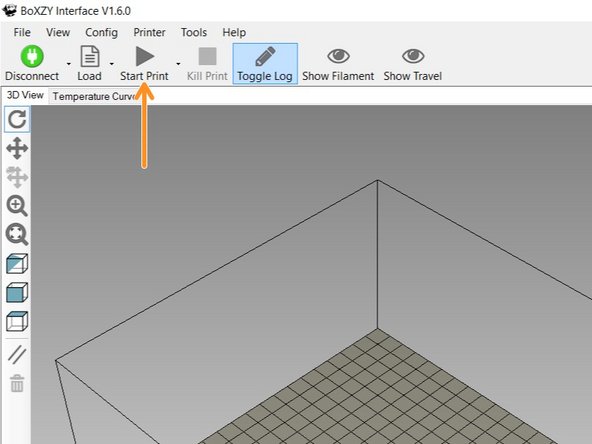 BoXZY Interface V1.6.0
File View Config Printer Tools Help
Disconnect Load Start Print Kill Print Toggle Log Show Filament Show Travel
3D View Temperature Curv